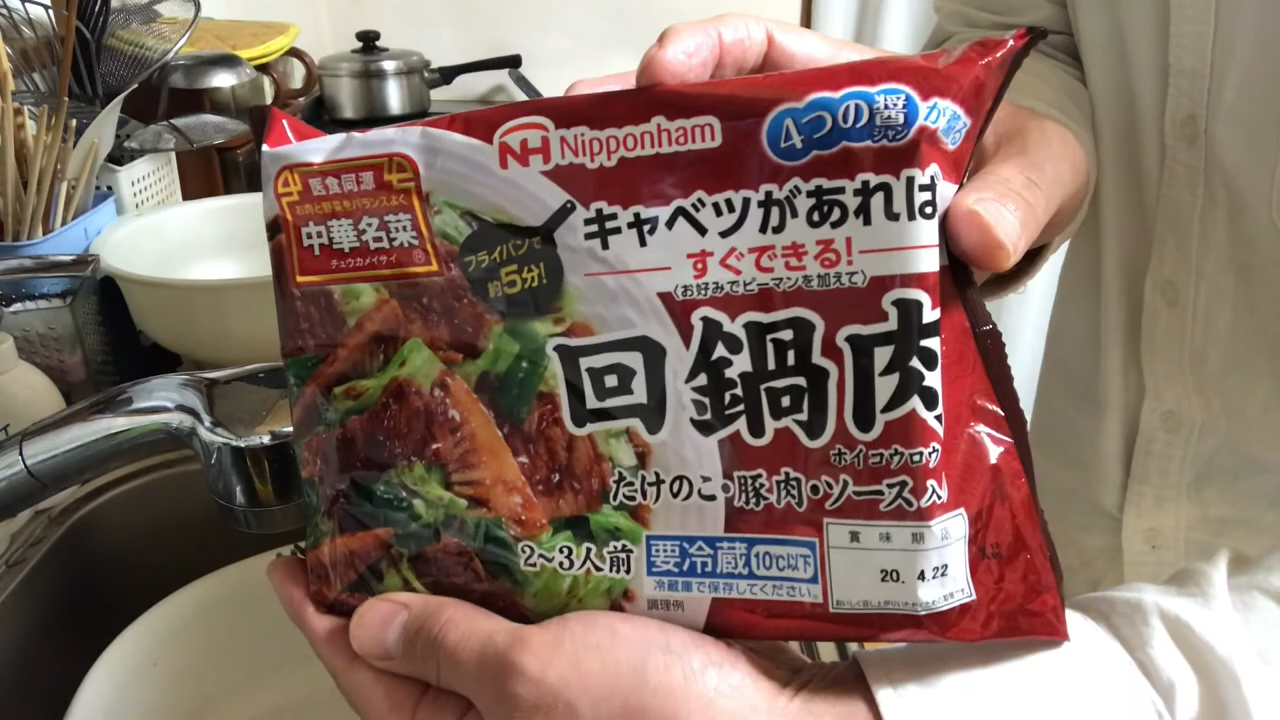 NH Nipponham
4つの醤が薫る
ジャン
医食同源
お肉と野菜をバランスよく
中華名菜
チュウカメイサイ
フライパンで
約5分!
キャベツがあれば
すぐできる!
〈お好みでピーマンを加えて〉
回鍋肉
ホイコウロウ
たけのこ・豚肉・ソース入
2~3人前
要冷蔵 10℃以下
冷蔵庫で保存してください。
調理例
賞味期限
20. 4.22